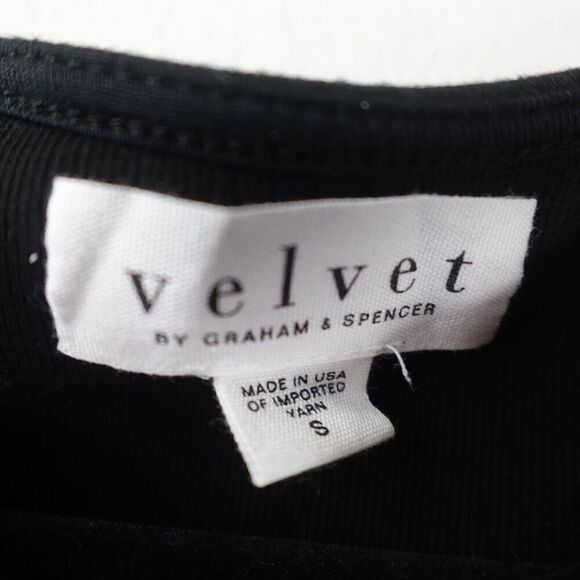 velvet
BY GRAHAM & SPENCER
MADE IN USA
OF IMPORTED
YARN
S